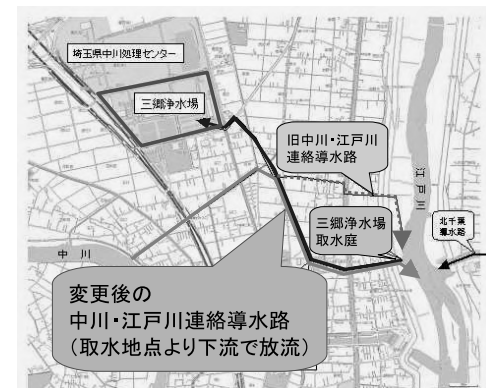 埼玉県中川処理センター
三郷浄水場
旧中川・江戸川
連絡導水路
江戸川
三郷浄水場
取水庭
北千葉
導水路
中川
変更後の
中川・江戸川連絡導水路
(取水地点より下流で放流)